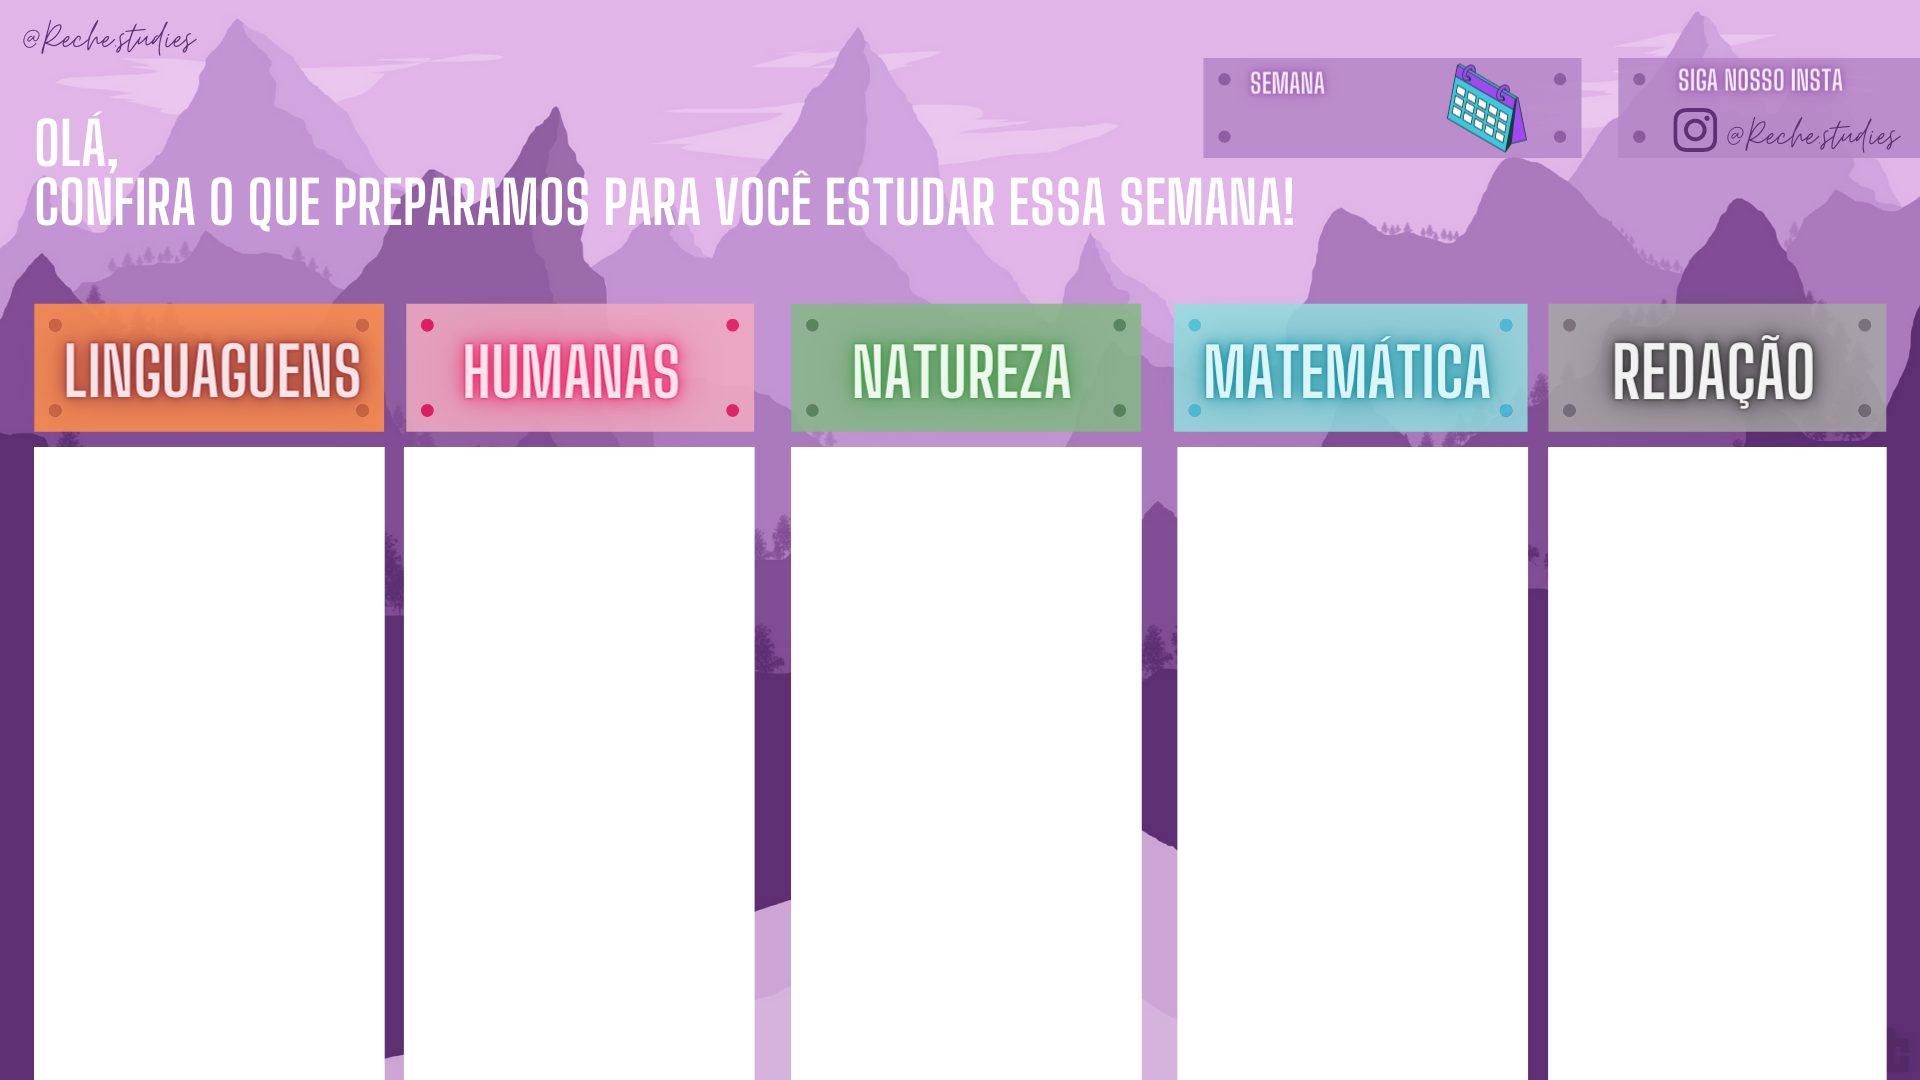 @Reche.studies
SEMANA
SIGA NOSSO INSTA
@Reche.studies
OLÁ,
CONFIRA O QUE PREPARAMOS PARA VOCÊ ESTUDAR ESSA SEMANA!
LINGUAGUENS
HUMANAS
NATUREZA
MATEMÁTICA
REDAÇÃO